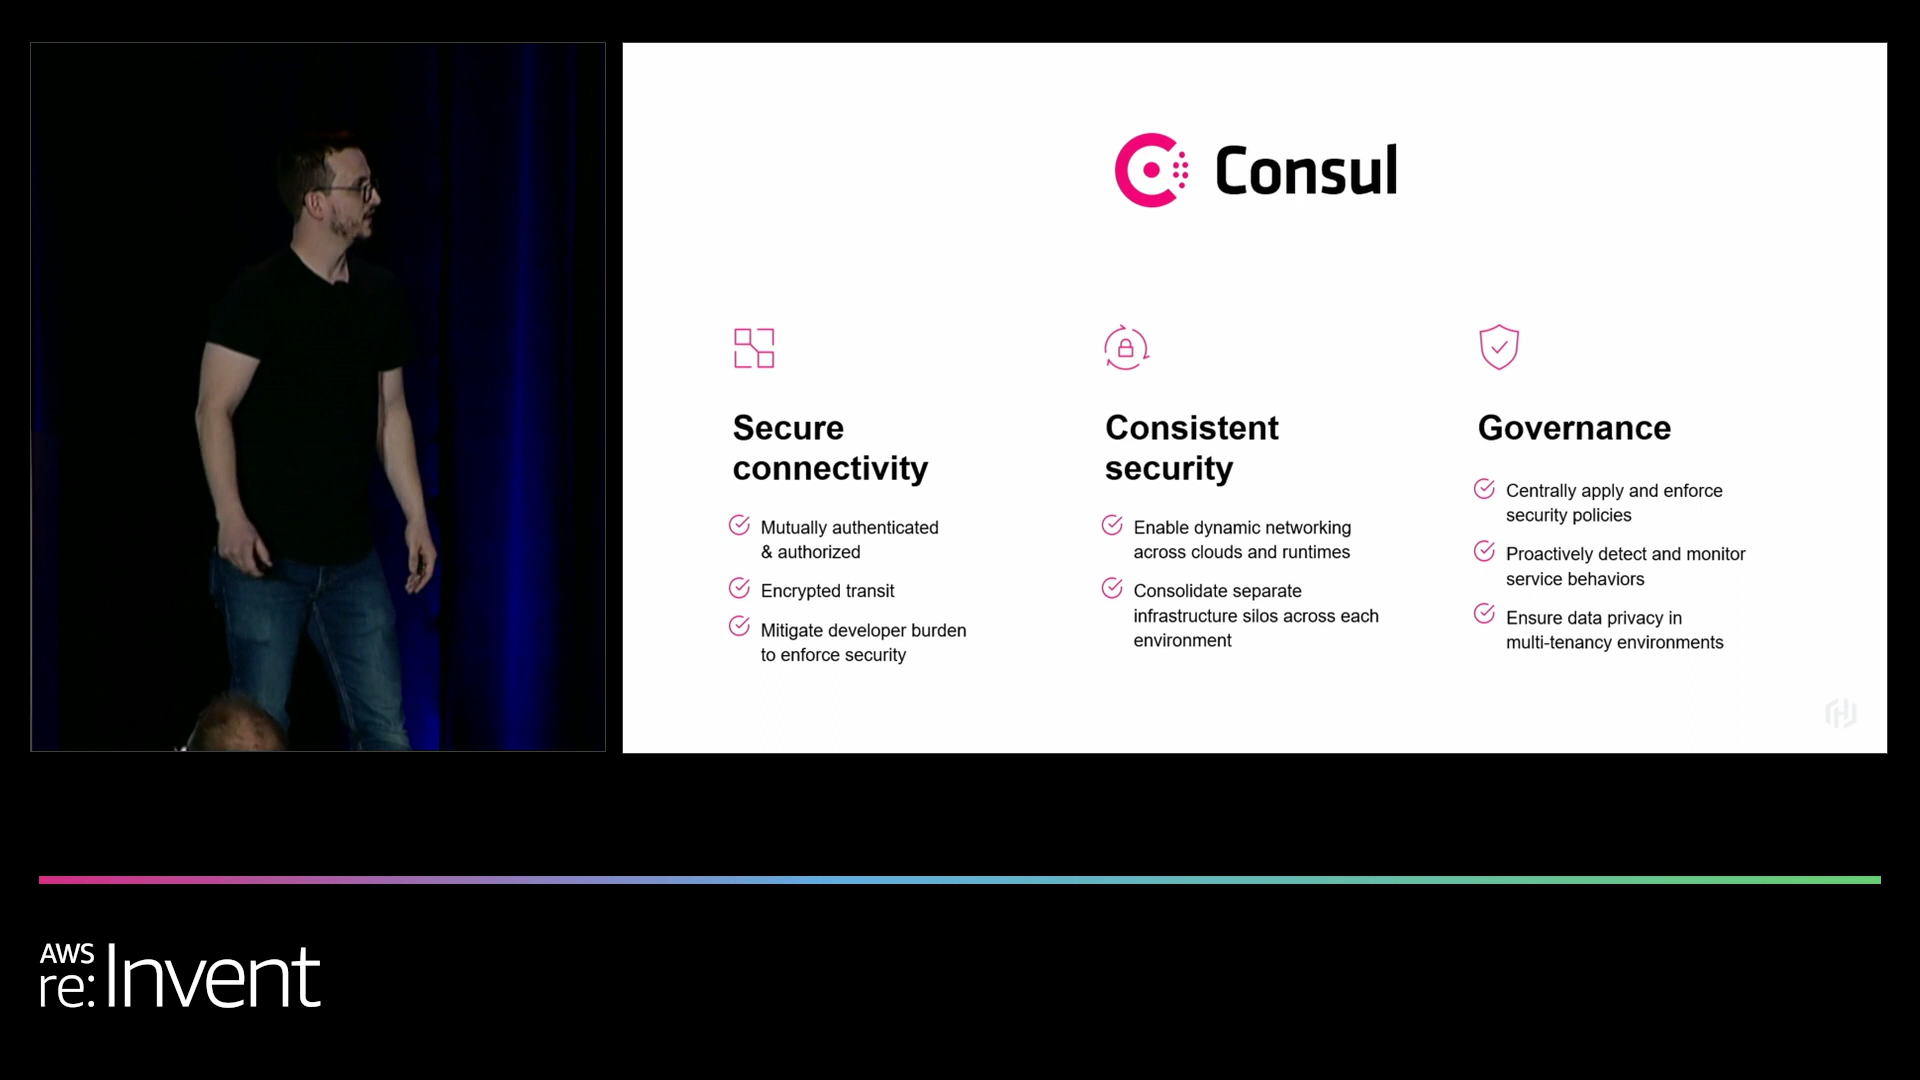 Consul
Secure
connectivity
Mutually authenticated
& authorized
Encrypted transit
Mitigate developer burden
to enforce security
Consistent
security
Enable dynamic networking
across clouds and runtimes
Consolidate separate
infrastructure silos across each
environment
Governance
Centrally apply and enforce
security policies
Proactively detect and monitor
service behaviors
Ensure data privacy in
multi-tenancy environments
AWS
re:Invent